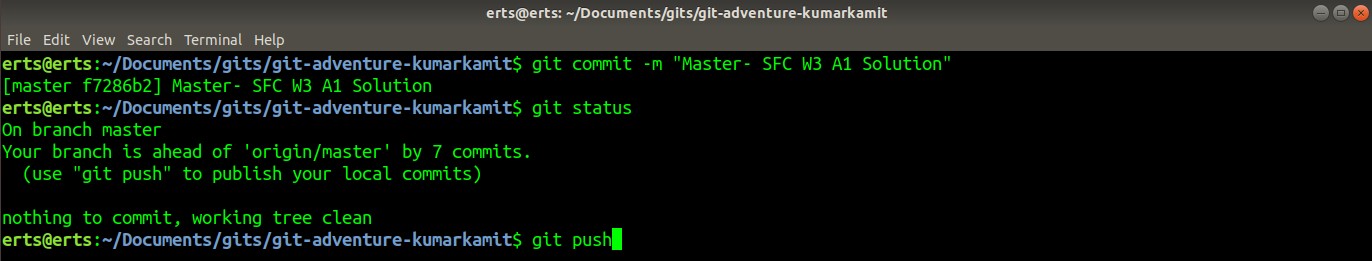 erts@erts: ~/Documents/gits/git-adventure-kumarkamit
File Edit View Search Terminal Help
erts@erts:~/Documents/gits/git-adventure-kumarkamit$ git commit -m "Master- SFC W3 A1 Solution"
[master f7286b2] Master- SFC W3 A1 Solution
erts@erts:~/Documents/gits/git-adventure-kumarkamit$ git status
On branch master
Your branch is ahead of 'origin/master' by 7 commits.
  (use "git push" to publish your local commits)

nothing to commit, working tree clean
erts@erts:~/Documents/gits/git-adventure-kumarkamit$ git push